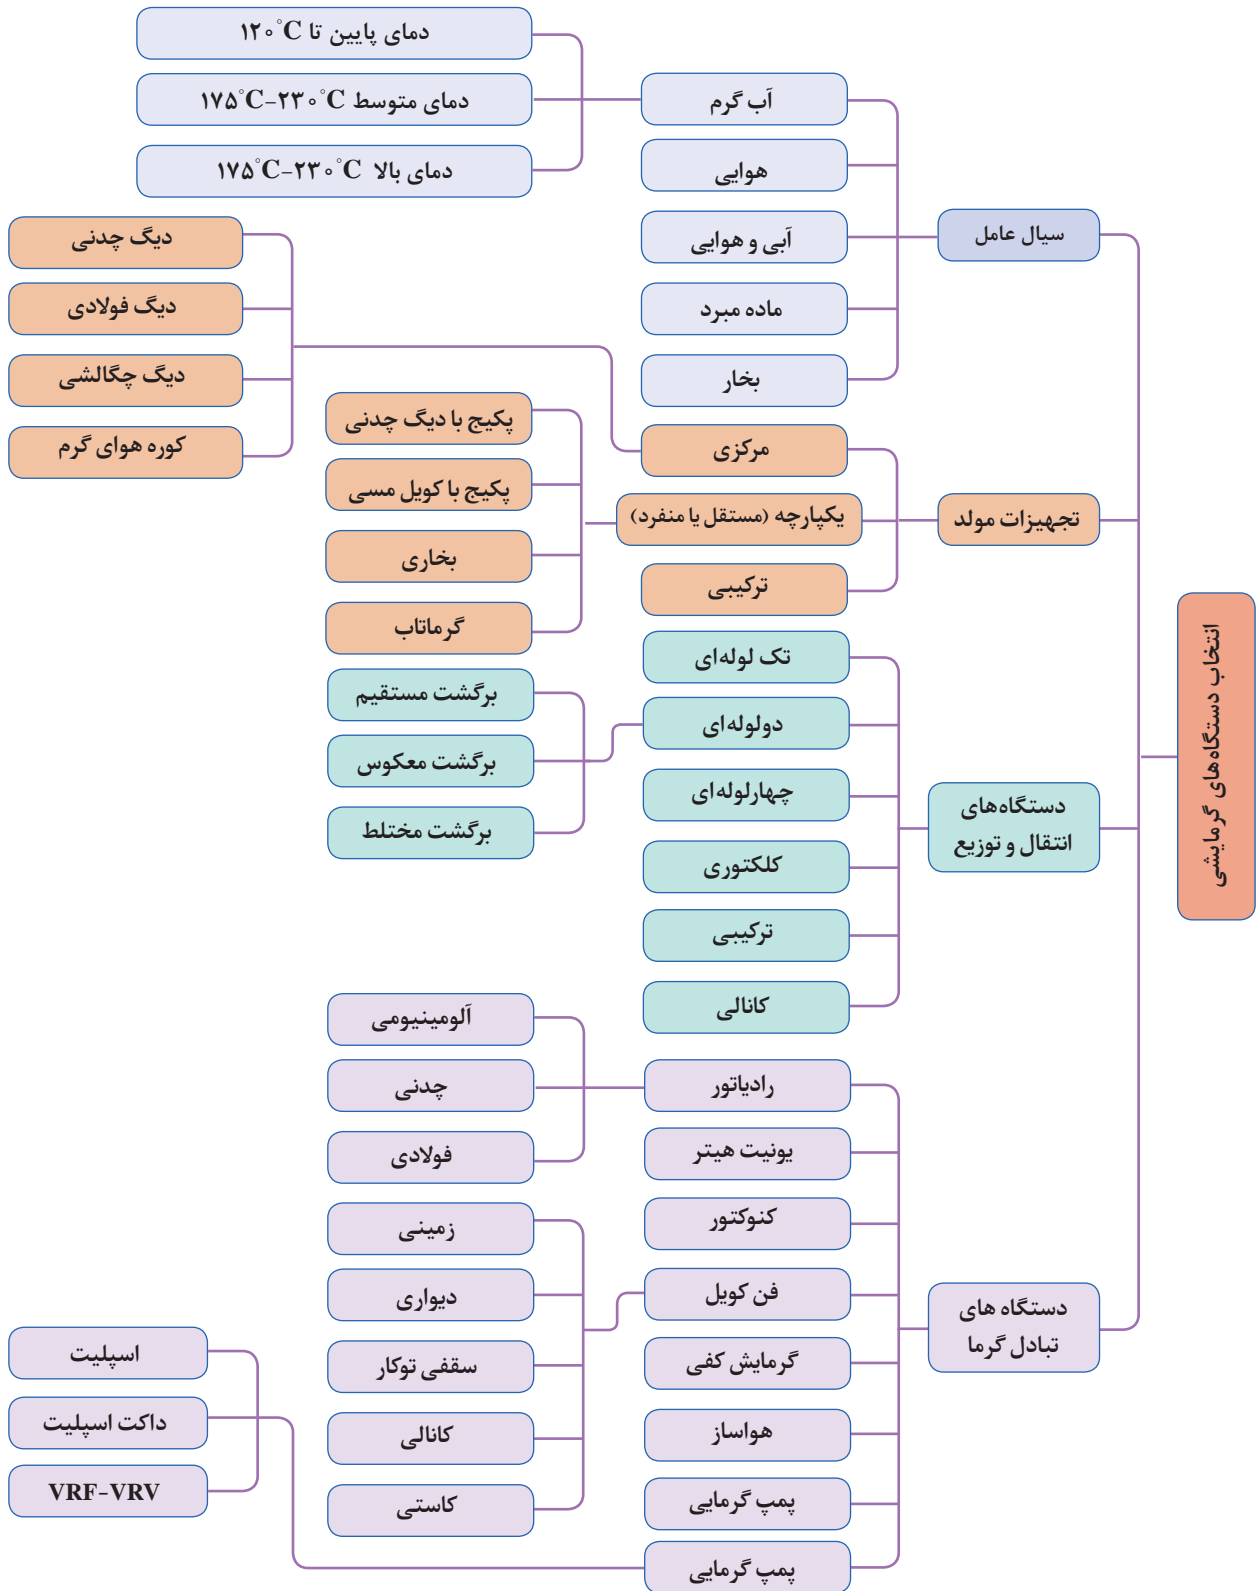 انتخاب دستگاه‌های گرمایشی
سیال عامل
آب گرم
دمای پایین تا ۱۲۰°C
دمای متوسط ۱۷۵°C-۲۳۰°C
دمای بالا ۱۷۵°C-۲۳۰°C
هوایی
آبی و هوایی
ماده مبرد
بخار
تجهیزات مولد
مرکزی
دیگ چدنی
دیگ فولادی
دیگ چگالشی
کوره هوای گرم
یکپارچه (مستقل یا منفرد)
پکیج با دیگ چدنی
پکیج با کویل مسی
بخاری
گرماتاب
ترکیبی
دستگاه‌های
انتقال و توزیع
تک لوله‌ای
دولوله‌ای
برگشت مستقیم
برگشت معکوس
برگشت مختلط
چهارلوله‌ای
کلکتوری
ترکیبی
کانالی
دستگاه های
تبادل گرما
رادیاتور
آلومینیومی
چدنی
فولادی
یونیت هیتر
کنوکتور
فن کویل
زمینی
دیواری
سقفی توکار
کانالی
کاستی
گرمایش کفی
هواساز
پمپ گرمایی
پمپ گرمایی
اسپلیت
داکت اسپلیت
VRF-VRV